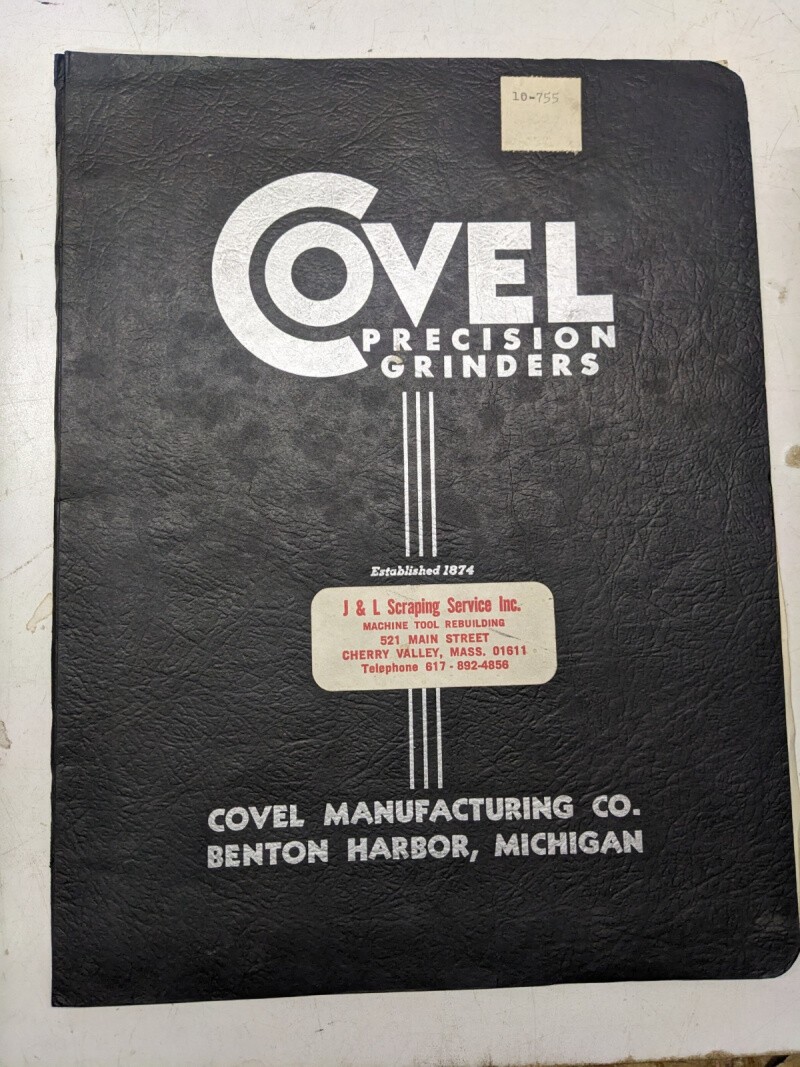 10-755
COVEL
PRECISION
GRINDERS
Established 1874
J & L Scraping Service Inc.
MACHINE TOOL REBUILDING
521 MAIN STREET
CHERRY VALLEY, MASS. 01611
Telephone 617 - 892-4856
COVEL MANUFACTURING CO.
BENTON HARBOR, MICHIGAN